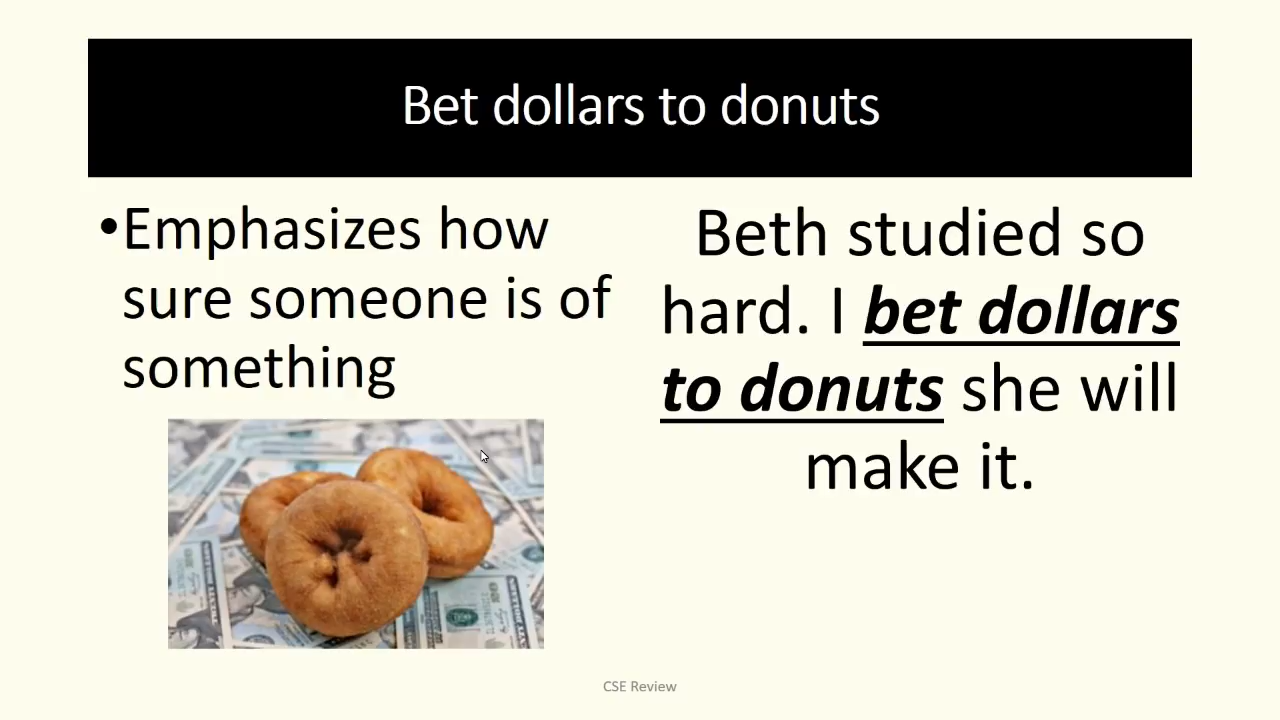 Bet dollars to donuts
•Emphasizes how
sure someone is of
something
Beth studied so
hard. I bet dollars
to donuts she will
make it.
CSE Review